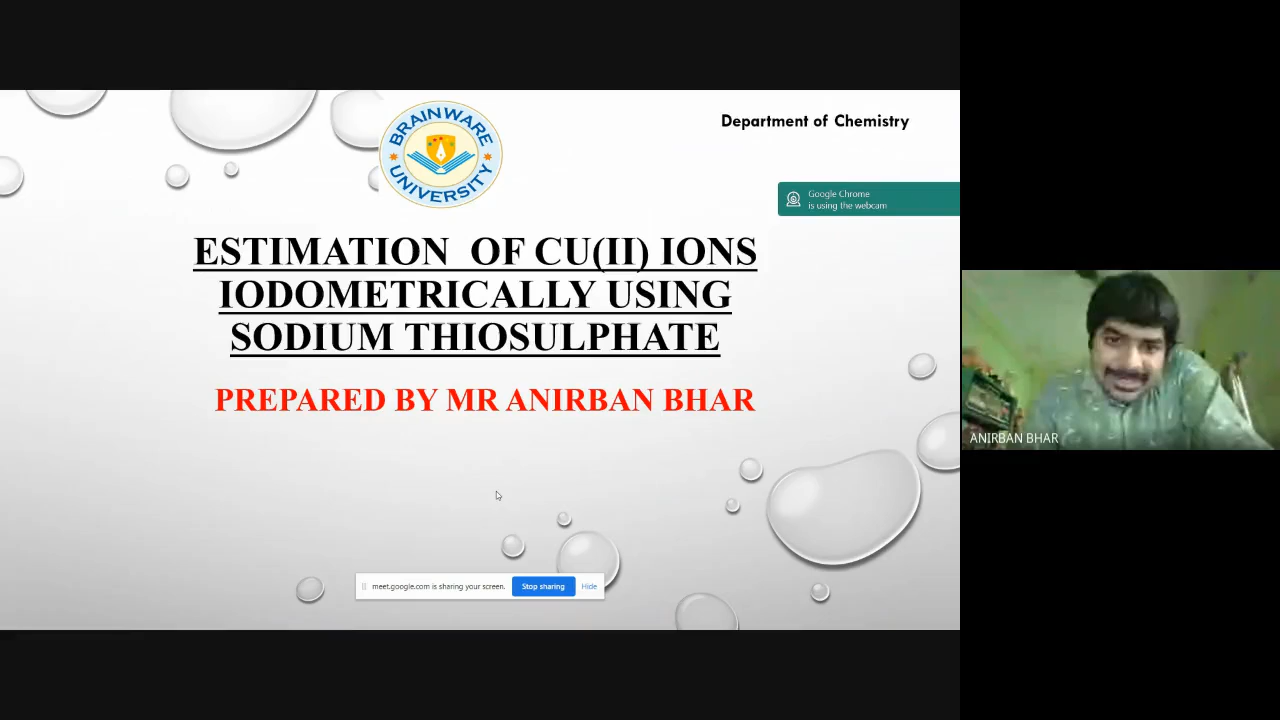 BRAINWARE
UNIVERSITY
Department of Chemistry
Google Chrome
is using the webcam
ESTIMATION OF CU(II) IONS
IODOMETRICALLY USING
SODIUM THIOSULPHATE
PREPARED BY MR ANIRBAN BHAR
ANIRBAN BHAR
meet.google.com is sharing your screen. Stop sharing Hide